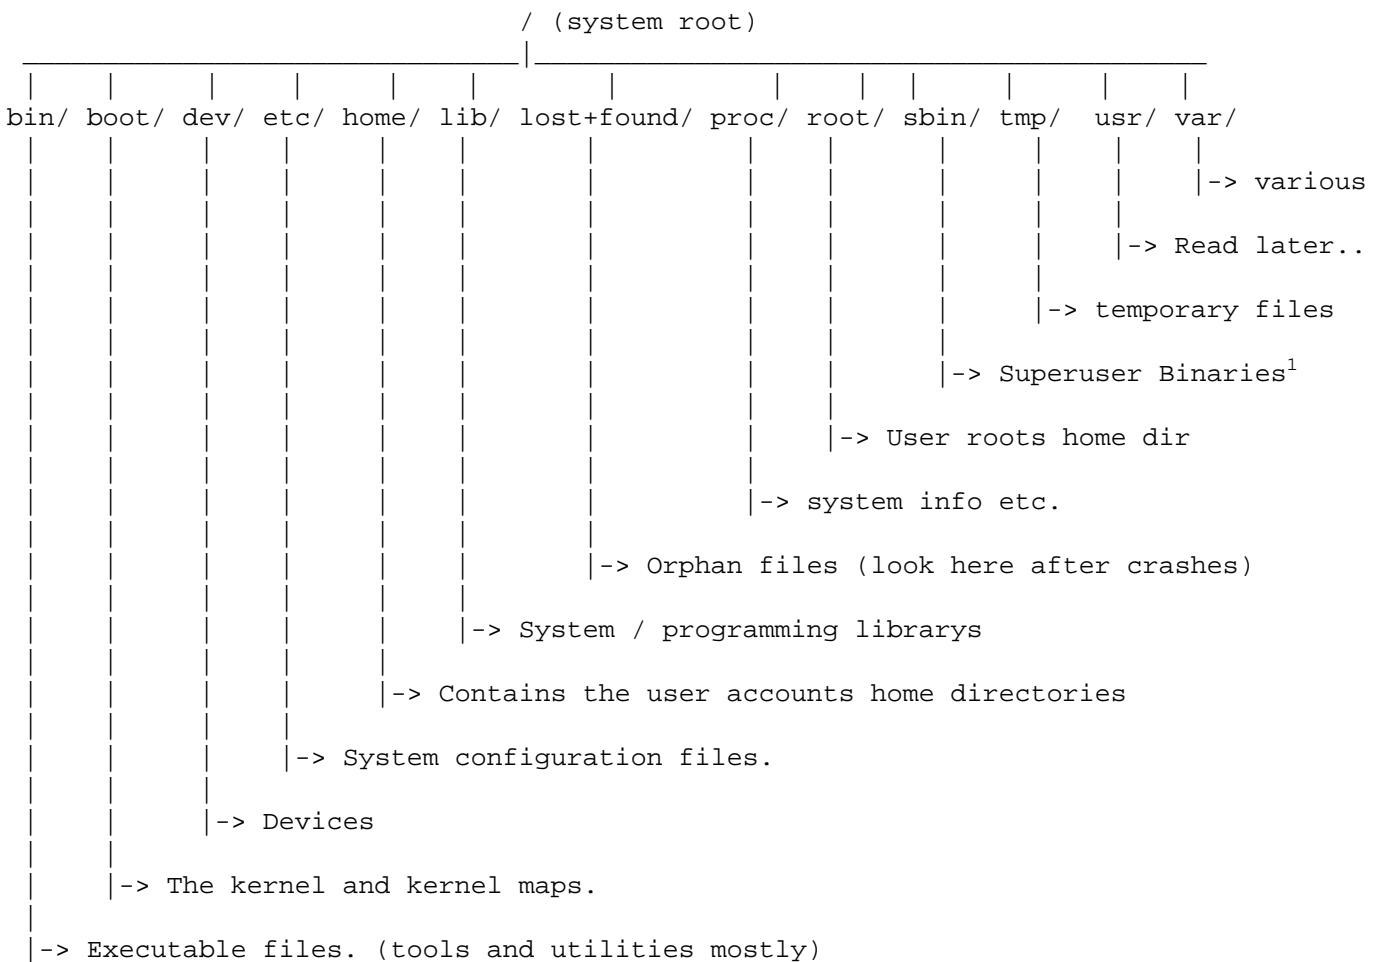 / (system root)
bin/ boot/ dev/ etc/ home/ lib/ lost+found/ proc/ root/ sbin/ tmp/ usr/ var/
|-> various
|-> Read later..
|-> temporary files
|-> Superuser Binaries¹
|-> User roots home dir
|-> system info etc.
|-> Orphan files (look here after crashes)
|-> System / programming librarys
|-> Contains the user accounts home directories
|-> System configuration files.
|-> Devices
|-> The kernel and kernel maps.
|-> Executable files. (tools and utilities mostly)